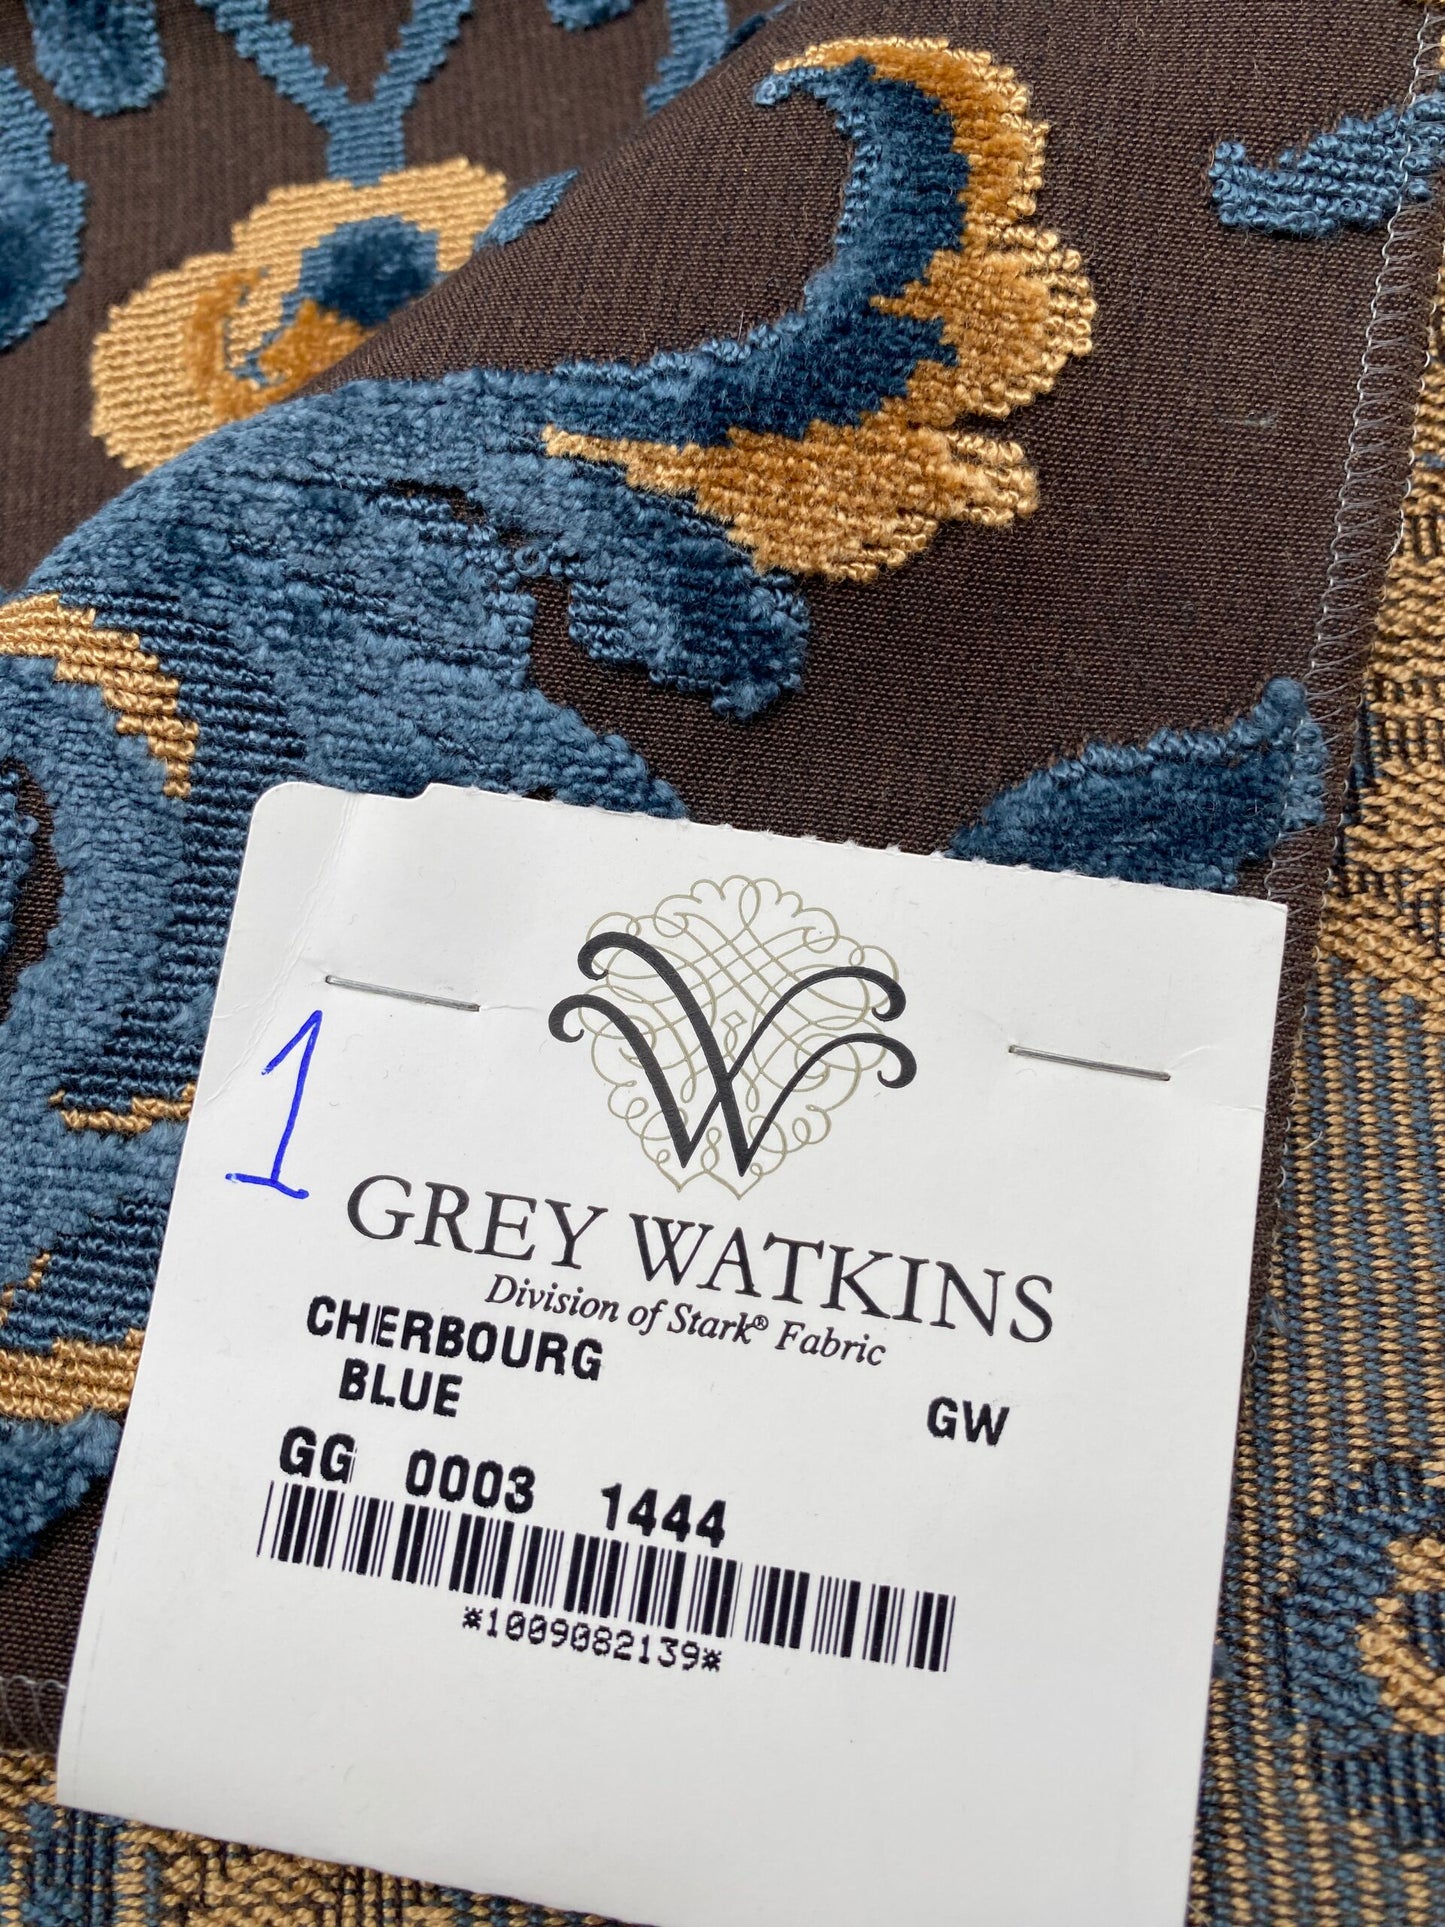 1
W
GREY WATKINS
Division of Stark® Fabric
CHERBOURG
BLUE GW
GG 0003 1444
*1009082139*